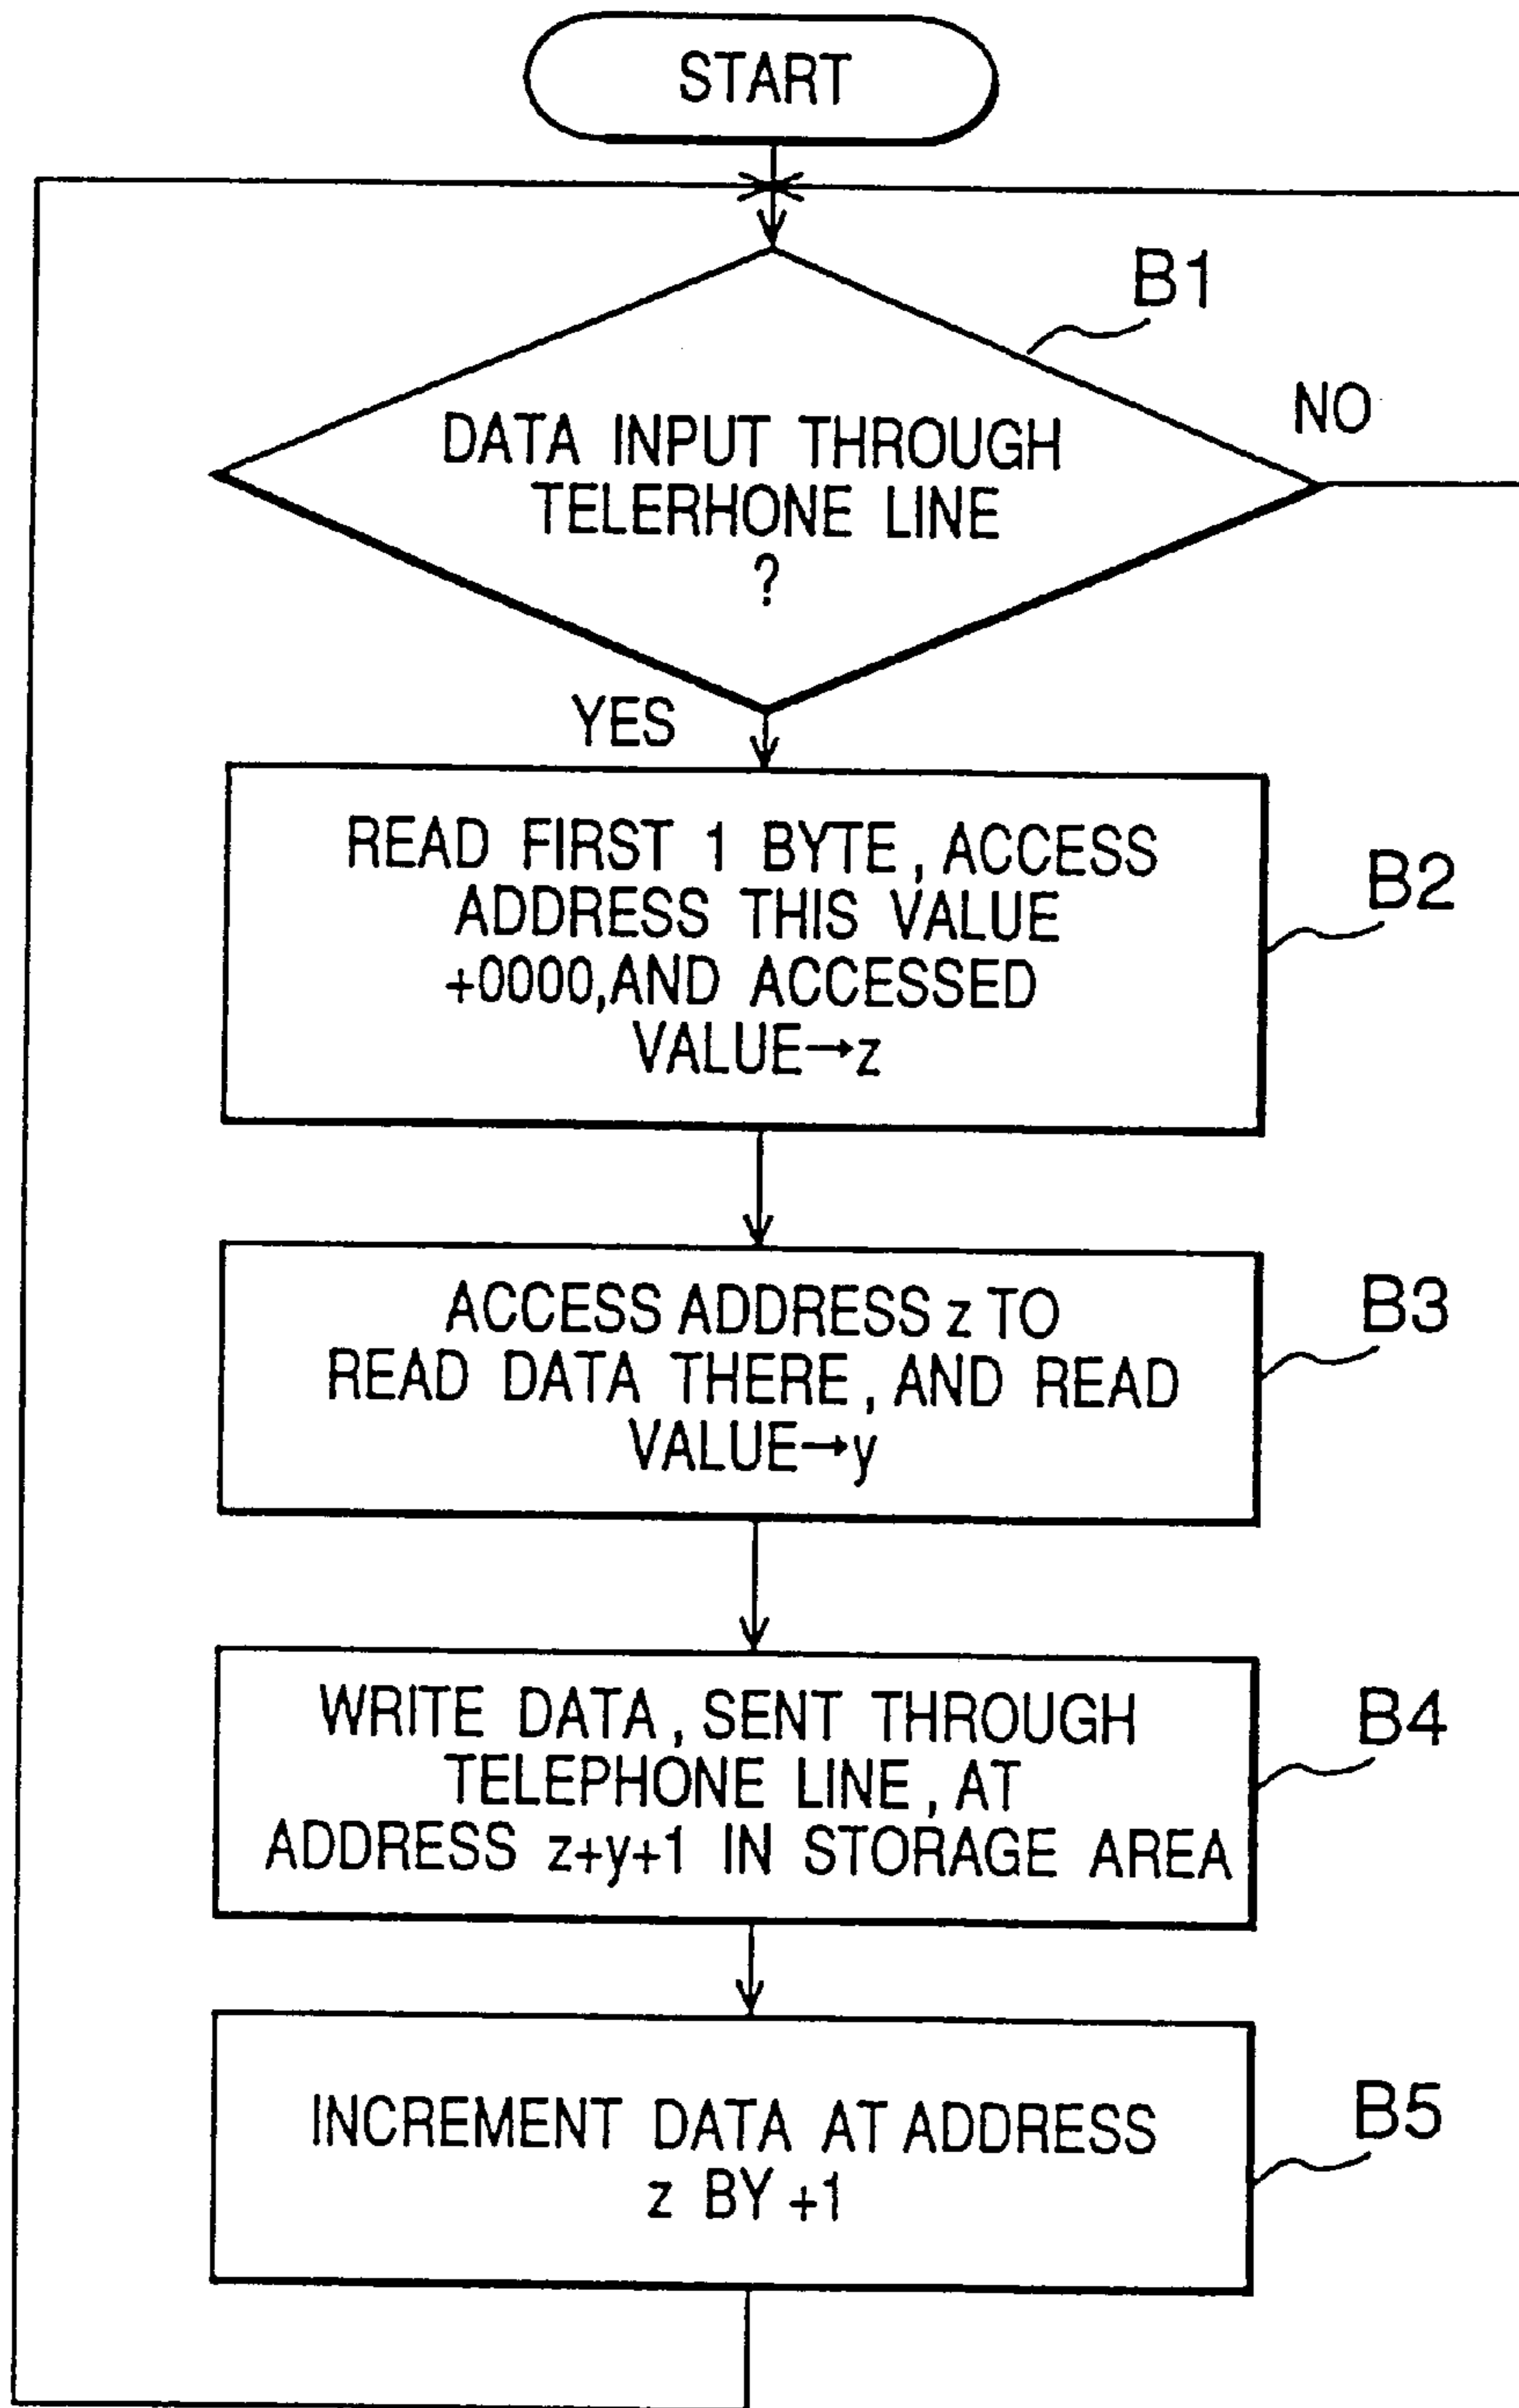 START
B1
NO
DATA INPUT THROUGH
TELERHONE LINE
?
YES
READ FIRST 1 BYTE, ACCESS
ADDRESS THIS VALUE
+0000, AND ACCESSED
VALUE→z
B2
ACCESS ADDRESS z TO
READ DATA THERE, AND READ
VALUE→y
B3
WRITE DATA, SENT THROUGH
TELEPHONE LINE, AT
ADDRESS z+y+1 IN STORAGE AREA
B4
INCREMENT DATA AT ADDRESS
z BY +1
B5